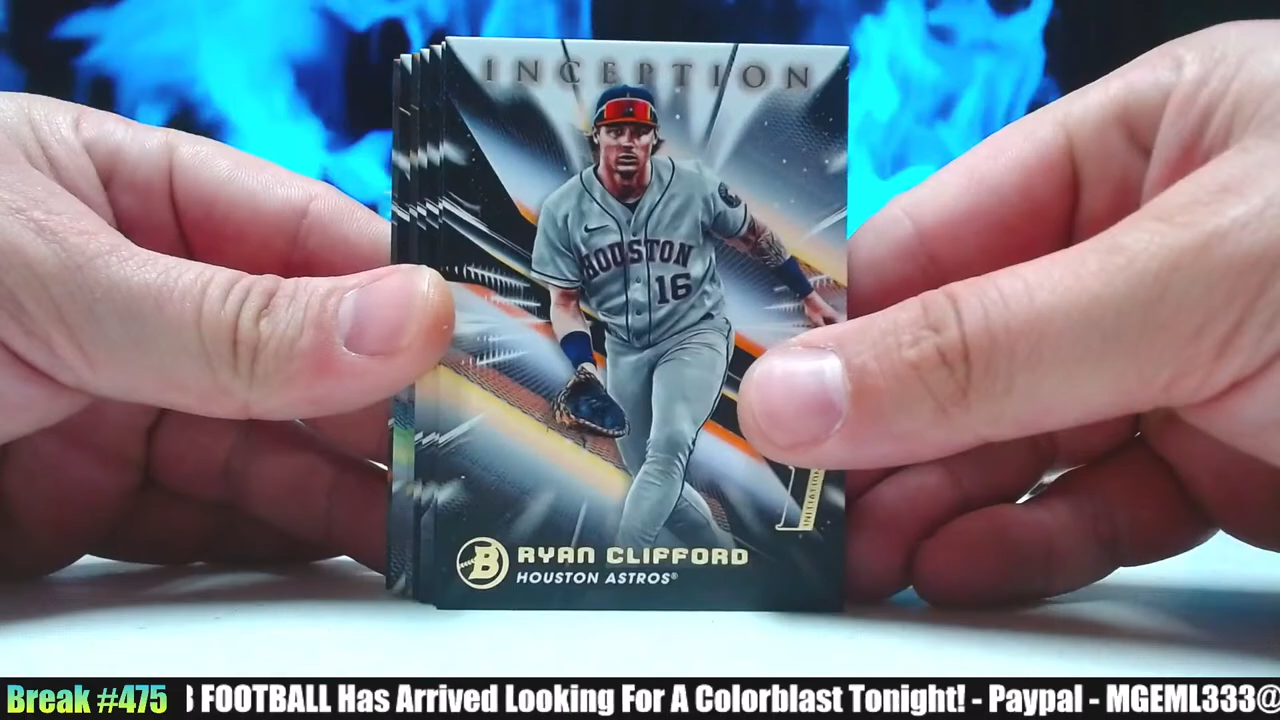 INCEPTION
HOUSTON
16
B
RYAN CLIFFORD
HOUSTON ASTROS®
Break #475
FOOTBALL Has Arrived Looking For A Colorblast Tonight! - Paypal - MGEML333@